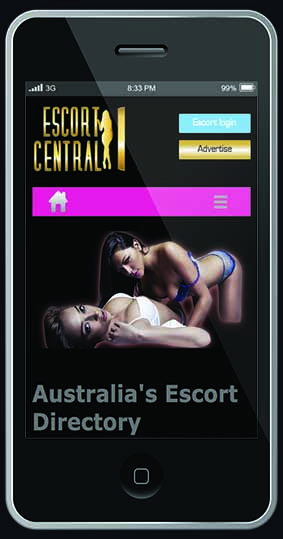 3G 8:33 PM 99%
ESCORT
CENTRAL
Escort login
Advertise
Australia's Escort
Directory